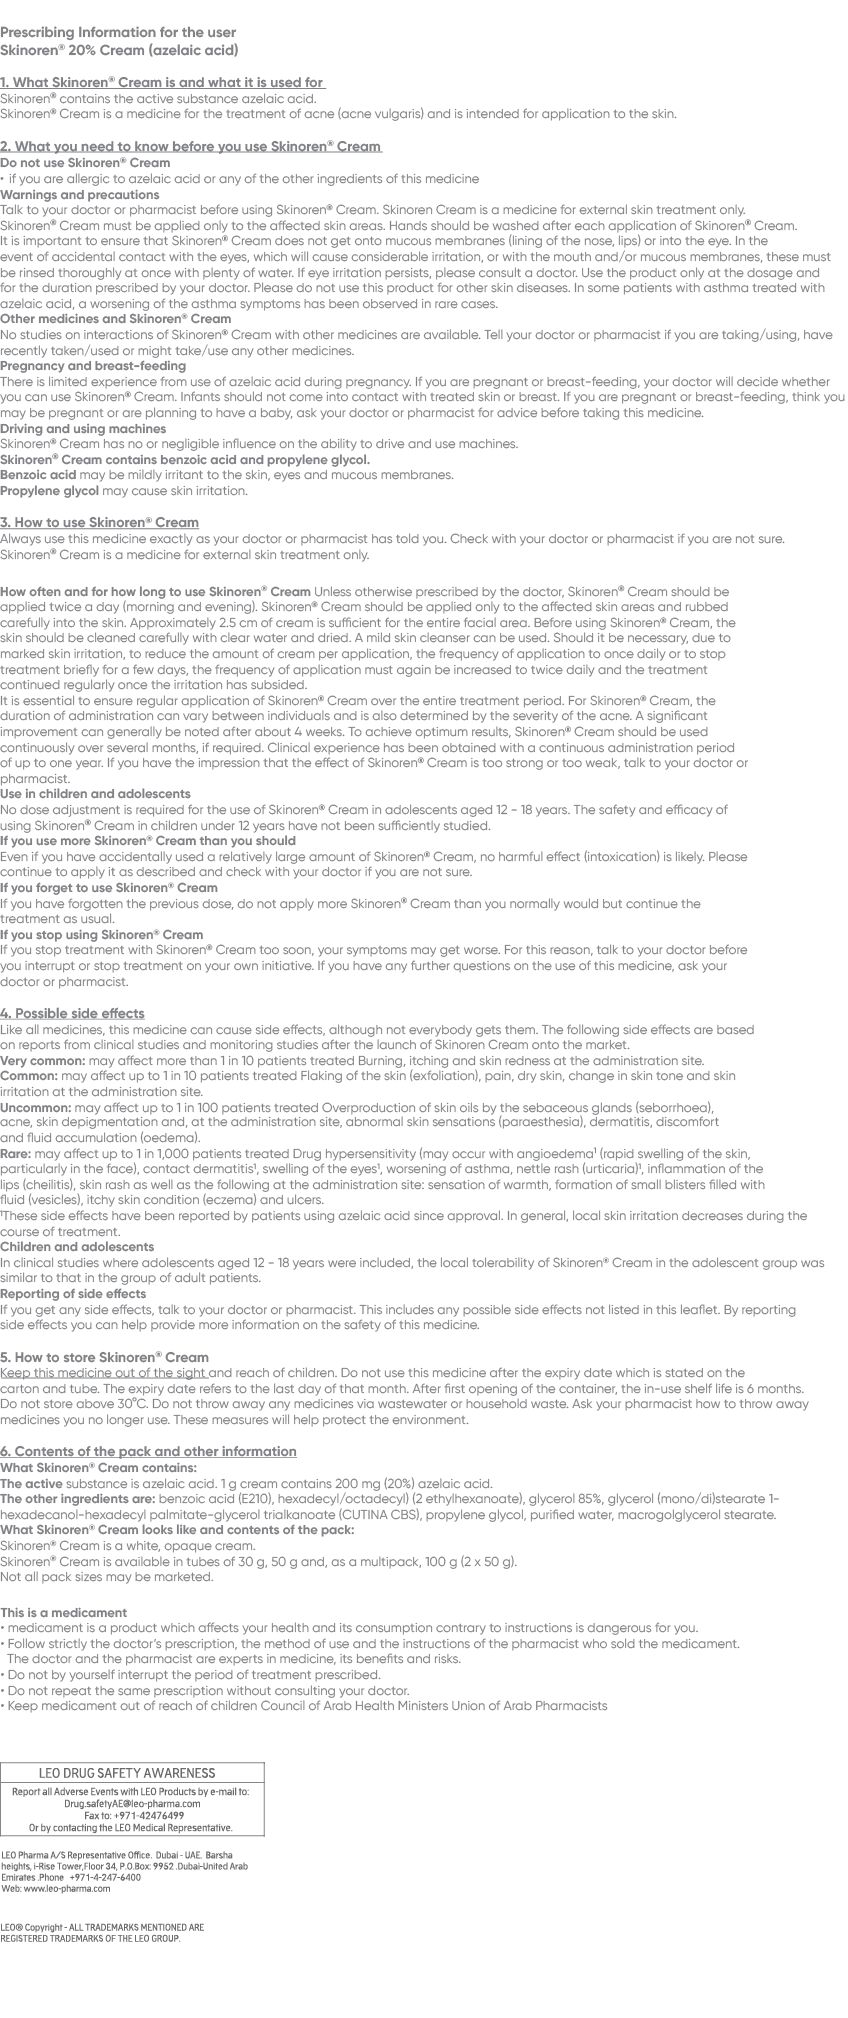 Prescribing Information for the user
Skinoren® 20% Cream (azelaic acid)
1. What Skinoren® Cream is and what it is used for
Skinoren® contains the active substance azelaic acid.
Skinoren® Cream is a medicine for the treatment of acne (acne vulgaris) and is intended for application to the skin.
2. What you need to know before you use Skinoren® Cream
Do not use Skinoren® Cream
• if you are allergic to azelaic acid or any of the other ingredients of this medicine
Warnings and precautions
Talk to your doctor or pharmacist before using Skinoren® Cream. Skinoren Cream is a medicine for external skin treatment only.
Skinoren® Cream must be applied only to the affected skin areas. Hands should be washed after each application of Skinoren® Cream.
It is important to ensure that Skinoren® Cream does not get onto mucous membranes (lining of the nose, lips) or into the eye. In the
event of accidental contact with the eyes, which will cause considerable irritation, or with the mouth and/or mucous membranes, these must
be rinsed thoroughly at once with plenty of water. If eye irritation persists, please consult a doctor. Use the product only at the dosage and
for the duration prescribed by your doctor. Please do not use this product for other skin diseases. In some patients with asthma treated with
azelaic acid, a worsening of the asthma symptoms has been observed in rare cases.
Other medicines and Skinoren® Cream
No studies on interactions of Skinoren® Cream with other medicines are available. Tell your doctor or pharmacist if you are taking/using, have
recently taken/used or might take/use any other medicines.
Pregnancy and breast-feeding
There is limited experience from use of azelaic acid during pregnancy. If you are pregnant or breast-feeding, your doctor will decide whether
you can use Skinoren® Cream. Infants should not come into contact with treated skin or breast. If you are pregnant or breast-feeding, think you
may be pregnant or are planning to have a baby, ask your doctor or pharmacist for advice before taking this medicine.
Driving and using machines
Skinoren® Cream has no or negligible influence on the ability to drive and use machines.
Skinoren® Cream contains benzoic acid and propylene glycol.
Benzoic acid may be mildly irritant to the skin, eyes and mucous membranes.
Propylene glycol may cause skin irritation.
3. How to use Skinoren® Cream
Always use this medicine exactly as your doctor or pharmacist has told you. Check with your doctor or pharmacist if you are not sure.
Skinoren® Cream is a medicine for external skin treatment only.
How often and for how long to use Skinoren® Cream Unless otherwise prescribed by the doctor, Skinoren® Cream should be
applied twice a day (morning and evening). Skinoren® Cream should be applied only to the affected skin areas and rubbed
carefully into the skin. Approximately 2.5 cm of cream is sufficient for the entire facial area. Before using Skinoren® Cream, the
skin should be cleaned carefully with clear water and dried. A mild skin cleanser can be used. Should it be necessary, due to
marked skin irritation, to reduce the amount of cream per application, the frequency of application to once daily or to stop
treatment briefly for a few days, the frequency of application must again be increased to twice daily and the treatment
continued regularly once the irritation has subsided.
It is essential to ensure regular application of Skinoren® Cream over the entire treatment period. For Skinoren® Cream, the
duration of administration can vary between individuals and is also determined by the severity of the acne. A significant
improvement can generally be noted after about 4 weeks. To achieve optimum results, Skinoren® Cream should be used
continuously over several months, if required. Clinical experience has been obtained with a continuous administration period
of up to one year. If you have the impression that the effect of Skinoren® Cream is too strong or too weak, talk to your doctor or
pharmacist.
Use in children and adolescents
No dose adjustment is required for the use of Skinoren® Cream in adolescents aged 12 - 18 years. The safety and efficacy of
using Skinoren® Cream in children under 12 years have not been sufficiently studied.
If you use more Skinoren® Cream than you should
Even if you have accidentally used a relatively large amount of Skinoren® Cream, no harmful effect (intoxication) is likely. Please
continue to apply it as described and check with your doctor if you are not sure.
If you forget to use Skinoren® Cream
If you have forgotten the previous dose, do not apply more Skinoren® Cream than you normally would but continue the
treatment as usual.
If you stop using Skinoren® Cream
If you stop treatment with Skinoren® Cream too soon, your symptoms may get worse. For this reason, talk to your doctor before
you interrupt or stop treatment on your own initiative. If you have any further questions on the use of this medicine, ask your
doctor or pharmacist.
4. Possible side effects
Like all medicines, this medicine can cause side effects, although not everybody gets them. The following side effects are based
on reports from clinical studies and monitoring studies after the launch of Skinoren Cream onto the market.
Very common: may affect more than 1 in 10 patients treated Burning, itching and skin redness at the administration site.
Common: may affect up to 1 in 10 patients treated Flaking of the skin (exfoliation), pain, dry skin, change in skin tone and skin
irritation at the administration site.
Uncommon: may affect up to 1 in 100 patients treated Overproduction of skin oils by the sebaceous glands (seborrhoea),
acne, skin depigmentation and, at the administration site, abnormal skin sensations (paraesthesia), dermatitis, discomfort
and fluid accumulation (oedema).
Rare: may affect up to 1 in 1,000 patients treated Drug hypersensitivity (may occur with angioedema¹ (rapid swelling of the skin,
particularly in the face), contact dermatitis¹, swelling of the eyes¹, worsening of asthma, nettle rash (urticaria)¹, inflammation of the
lips (cheilitis), skin rash as well as the following at the administration site: sensation of warmth, formation of small blisters filled with
fluid (vesicles), itchy skin condition (eczema) and ulcers.
¹These side effects have been reported by patients using azelaic acid since approval. In general, local skin irritation decreases during the
course of treatment.
Children and adolescents
In clinical studies where adolescents aged 12 - 18 years were included, the local tolerability of Skinoren® Cream in the adolescent group was
similar to that in the group of adult patients.
Reporting of side effects
If you get any side effects, talk to your doctor or pharmacist. This includes any possible side effects not listed in this leaflet. By reporting
side effects you can help provide more information on the safety of this medicine.
5. How to store Skinoren® Cream
Keep this medicine out of the sight and reach of children. Do not use this medicine after the expiry date which is stated on the
carton and tube. The expiry date refers to the last day of that month. After first opening of the container, the in-use shelf life is 6 months.
Do not store above 30°C. Do not throw away any medicines via wastewater or household waste. Ask your pharmacist how to throw away
medicines you no longer use. These measures will help protect the environment.
6. Contents of the pack and other information
What Skinoren® Cream contains:
The active substance is azelaic acid. 1 g cream contains 200 mg (20%) azelaic acid.
The other ingredients are: benzoic acid (E210), hexadecyl/octadecyl) (2 ethylhexanoate), glycerol 85%, glycerol (mono/di)stearate 1-
hexadecanol-hexadecyl palmitate-glycerol trialkanoate (CUTINA CBS), propylene glycol, purified water, macrogolglycerol stearate.
What Skinoren® Cream looks like and contents of the pack:
Skinoren® Cream is a white, opaque cream.
Skinoren® Cream is available in tubes of 30 g, 50 g and, as a multipack, 100 g (2 x 50 g).
Not all pack sizes may be marketed.
This is a medicament
• medicament is a product which affects your health and its consumption contrary to instructions is dangerous for you.
• Follow strictly the doctor's prescription, the method of use and the instructions of the pharmacist who sold the medicament.
The doctor and the pharmacist are experts in medicine, its benefits and risks.
• Do not by yourself interrupt the period of treatment prescribed.
• Do not repeat the same prescription without consulting your doctor.
• Keep medicament out of reach of children Council of Arab Health Ministers Union of Arab Pharmacists
LEO DRUG SAFETY AWARENESS
Report all Adverse Events with LEO Products by e-mail to:
Drug.safetyAE@leo-pharma.com
Fax to: +971-42476499
Or by contacting the LEO Medical Representative.
LEO Pharma A/S Representative Office. Dubai - UAE. Barsha
heights, i-Rise Tower,Floor 34, P.O.Box: 9952 .Dubai-United Arab
Emirates .Phone +971-4-247-6400
Web: www.leo-pharma.com
LEO® Copyright - ALL TRADEMARKS MENTIONED ARE
REGISTERED TRADEMARKS OF THE LEO GROUP.